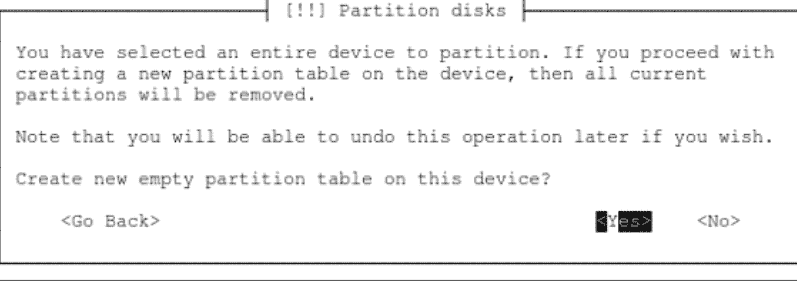 [!!] Partition disks
You have selected an entire device to partition. If you proceed with
creating a new partition table on the device, then all current
partitions will be removed.
Note that you will be able to undo this operation later if you wish.
Create new empty partition table on this device?
<Go Back> <Yes> <No>